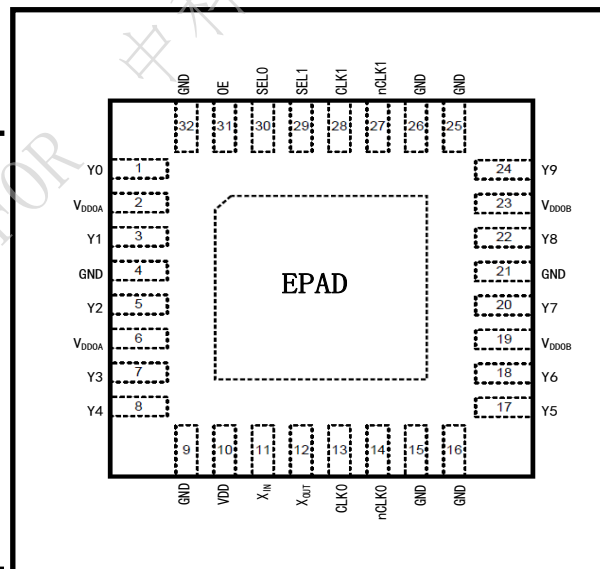 中科
TOR
GND OE SEL0 SEL1 CLK1 nCLK1 GND GND
32 31 30 29 28 27 26 25
Y0 1 24 Y9
VDDOA 2 23 VDDOB
Y1 3 22 Y8
GND 4 21 GND
EPAD
Y2 5 20 Y7
VDDOA 6 19 VDDOB
Y3 7 18 Y6
Y4 8 17 Y5
9 10 11 12 13 14 15 16
GND VDD XIN XOUT CLK0 nCLK0 GND GND